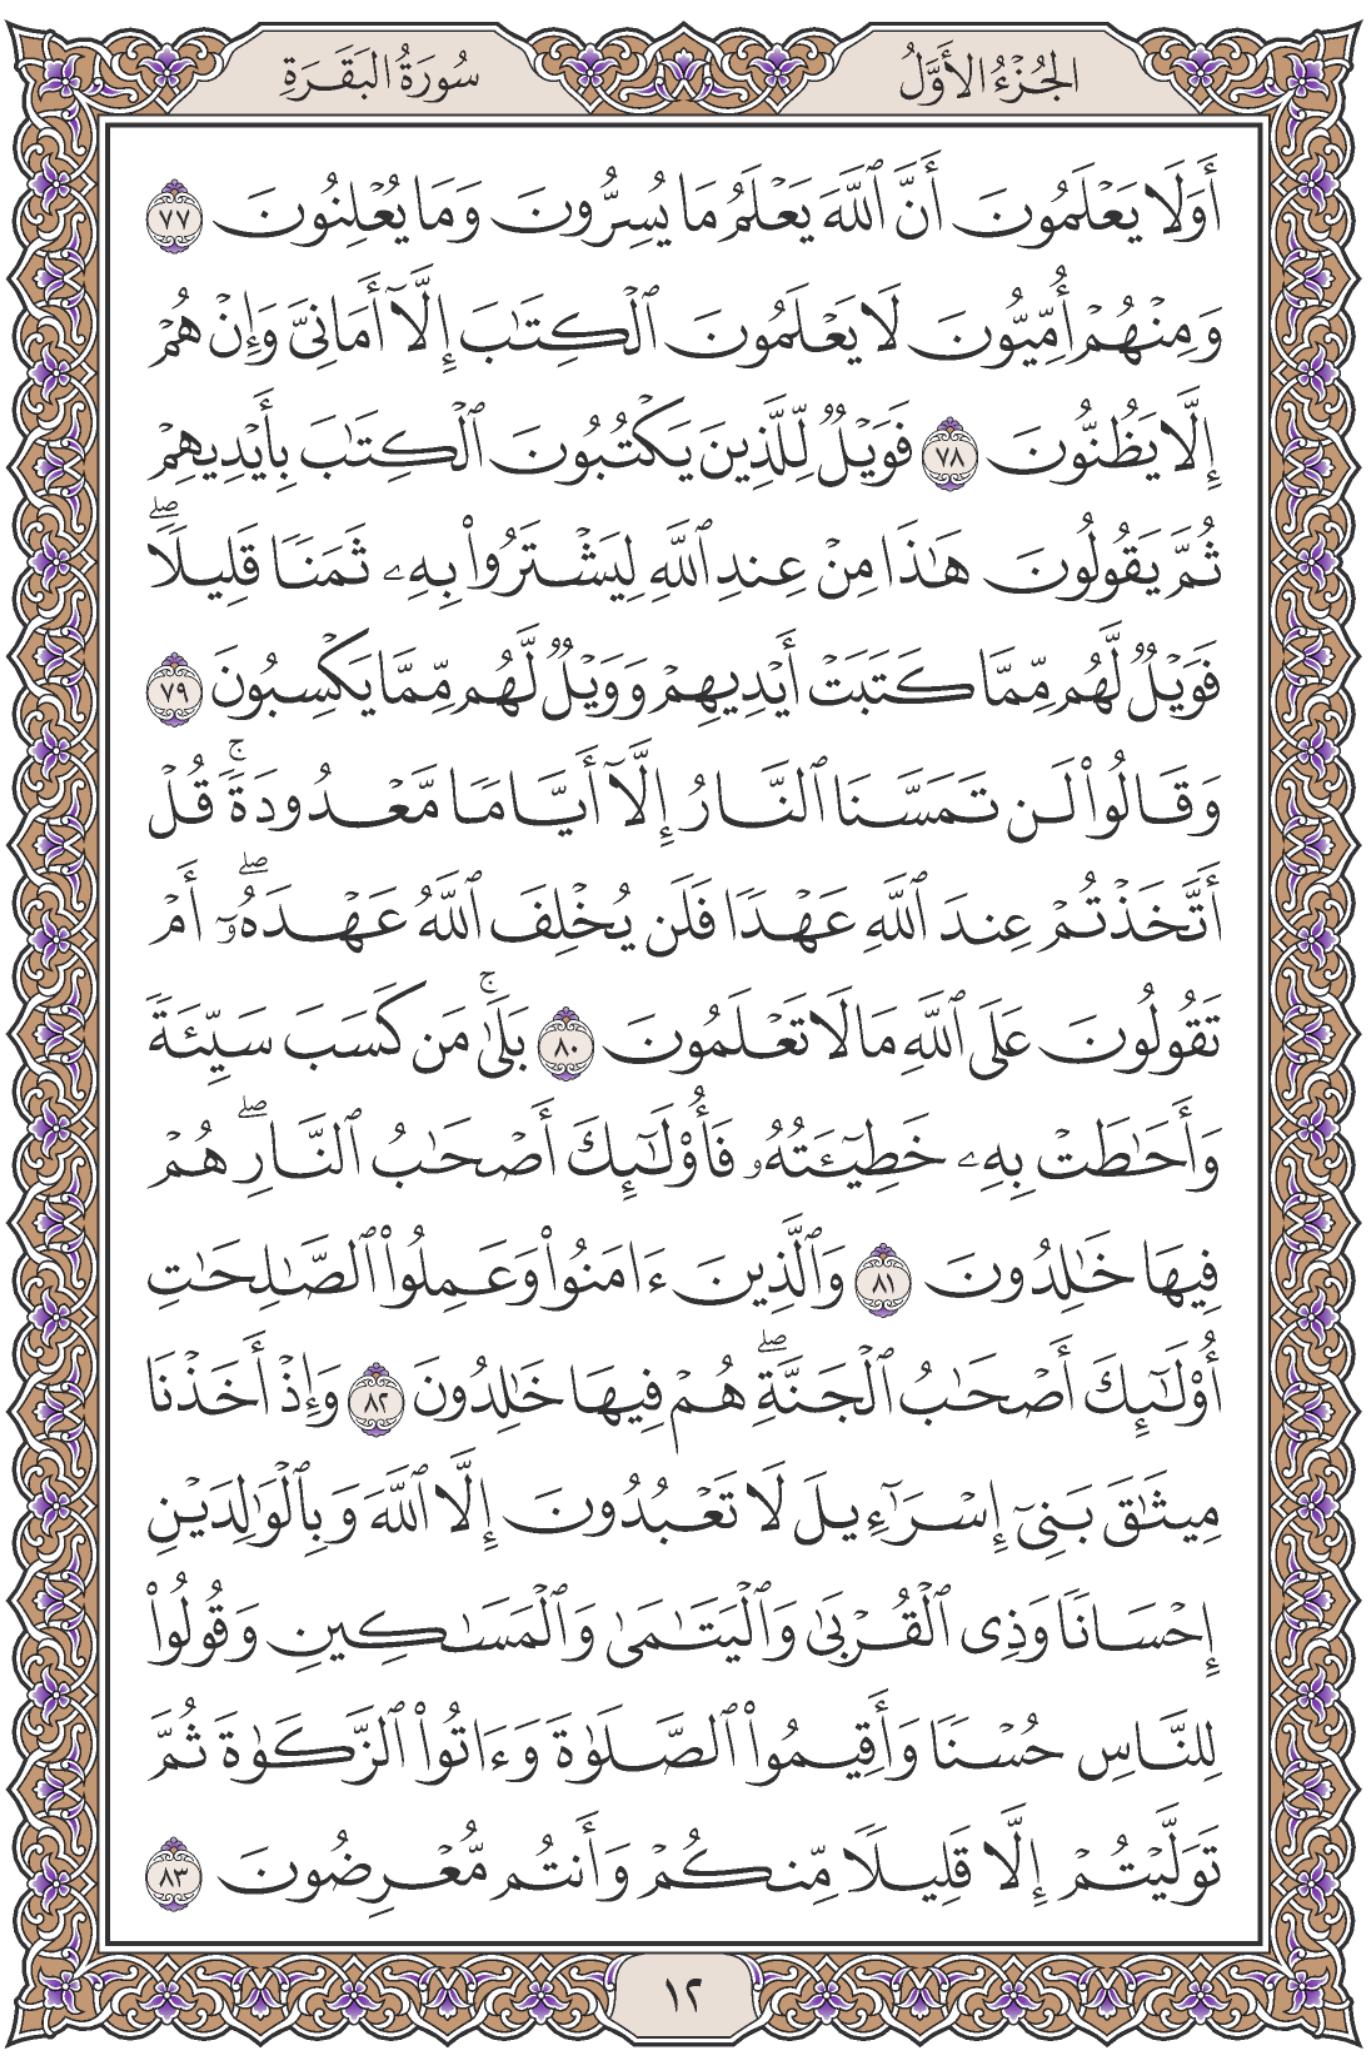 الجُزْءُ الأَوَّلُ
سُورَةُ البَقَرَةِ
أَوَلَا يَعْلَمُونَ أَنَّ ٱللَّهَ يَعْلَمُ مَا يُسِرُّونَ وَمَا يُعْلِنُونَ ٧٧
وَمِنْهُمْ أُمِّيُّونَ لَا يَعْلَمُونَ ٱلْكِتَٰبَ إِلَّآ أَمَانِيَّ وَإِنْ هُمْ
إِلَّا يَظُنُّونَ ٧٨ فَوَيْلٌ لِّلَّذِينَ يَكْتُبُونَ ٱلْكِتَٰبَ بِأَيْدِيهِمْ
ثُمَّ يَقُولُونَ هَٰذَا مِنْ عِندِ ٱللَّهِ لِيَشْتَرُوا۟ بِهِۦ ثَمَنًا قَلِيلًا ۖ
فَوَيْلٌ لَّهُم مِّمَّا كَتَبَتْ أَيْدِيهِمْ وَوَيْلٌ لَّهُم مِّمَّا يَكْسِبُونَ ٧٩
وَقَالُوا۟ لَن تَمَسَّنَا ٱلنَّارُ إِلَّآ أَيَّامًا مَّعْدُودَةً ۚ قُلْ
أَتَّخَذْتُمْ عِندَ ٱللَّهِ عَهْدًا فَلَن يُخْلِفَ ٱللَّهُ عَهْدَهُۥٓ ۖ أَمْ
تَقُولُونَ عَلَى ٱللَّهِ مَا لَا تَعْلَمُونَ ٨٠ بَلَىٰ ۚ مَن كَسَبَ سَيِّئَةً
وَأَحَٰطَتْ بِهِۦ خَطِيٓـَٔتُهُۥ فَأُو۟لَٰٓئِكَ أَصْحَٰبُ ٱلنَّارِ ۖ هُمْ
فِيهَا خَٰلِدُونَ ٨١ وَٱلَّذِينَ ءَامَنُوا۟ وَعَمِلُوا۟ ٱلصَّٰلِحَٰتِ
أُو۟لَٰٓئِكَ أَصْحَٰبُ ٱلْجَنَّةِ ۖ هُمْ فِيهَا خَٰلِدُونَ ٨٢ وَإِذْ أَخَذْنَا
مِيثَٰقَ بَنِىٓ إِسْرَٰٓءِيلَ لَا تَعْبُدُونَ إِلَّا ٱللَّهَ وَبِٱلْوَٰلِدَيْنِ
إِحْسَانًا وَذِى ٱلْقُرْبَىٰ وَٱلْيَتَٰمَىٰ وَٱلْمَسَٰكِينِ وَقُولُوا۟
لِلنَّاسِ حُسْنًا وَأَقِيمُوا۟ ٱلصَّلَوٰةَ وَءَاتُوا۟ ٱلزَّكَوٰةَ ثُمَّ
تَوَلَّيْتُمْ إِلَّا قَلِيلًا مِّنكُمْ وَأَنتُم مُّعْرِضُونَ ٨٣
١٢